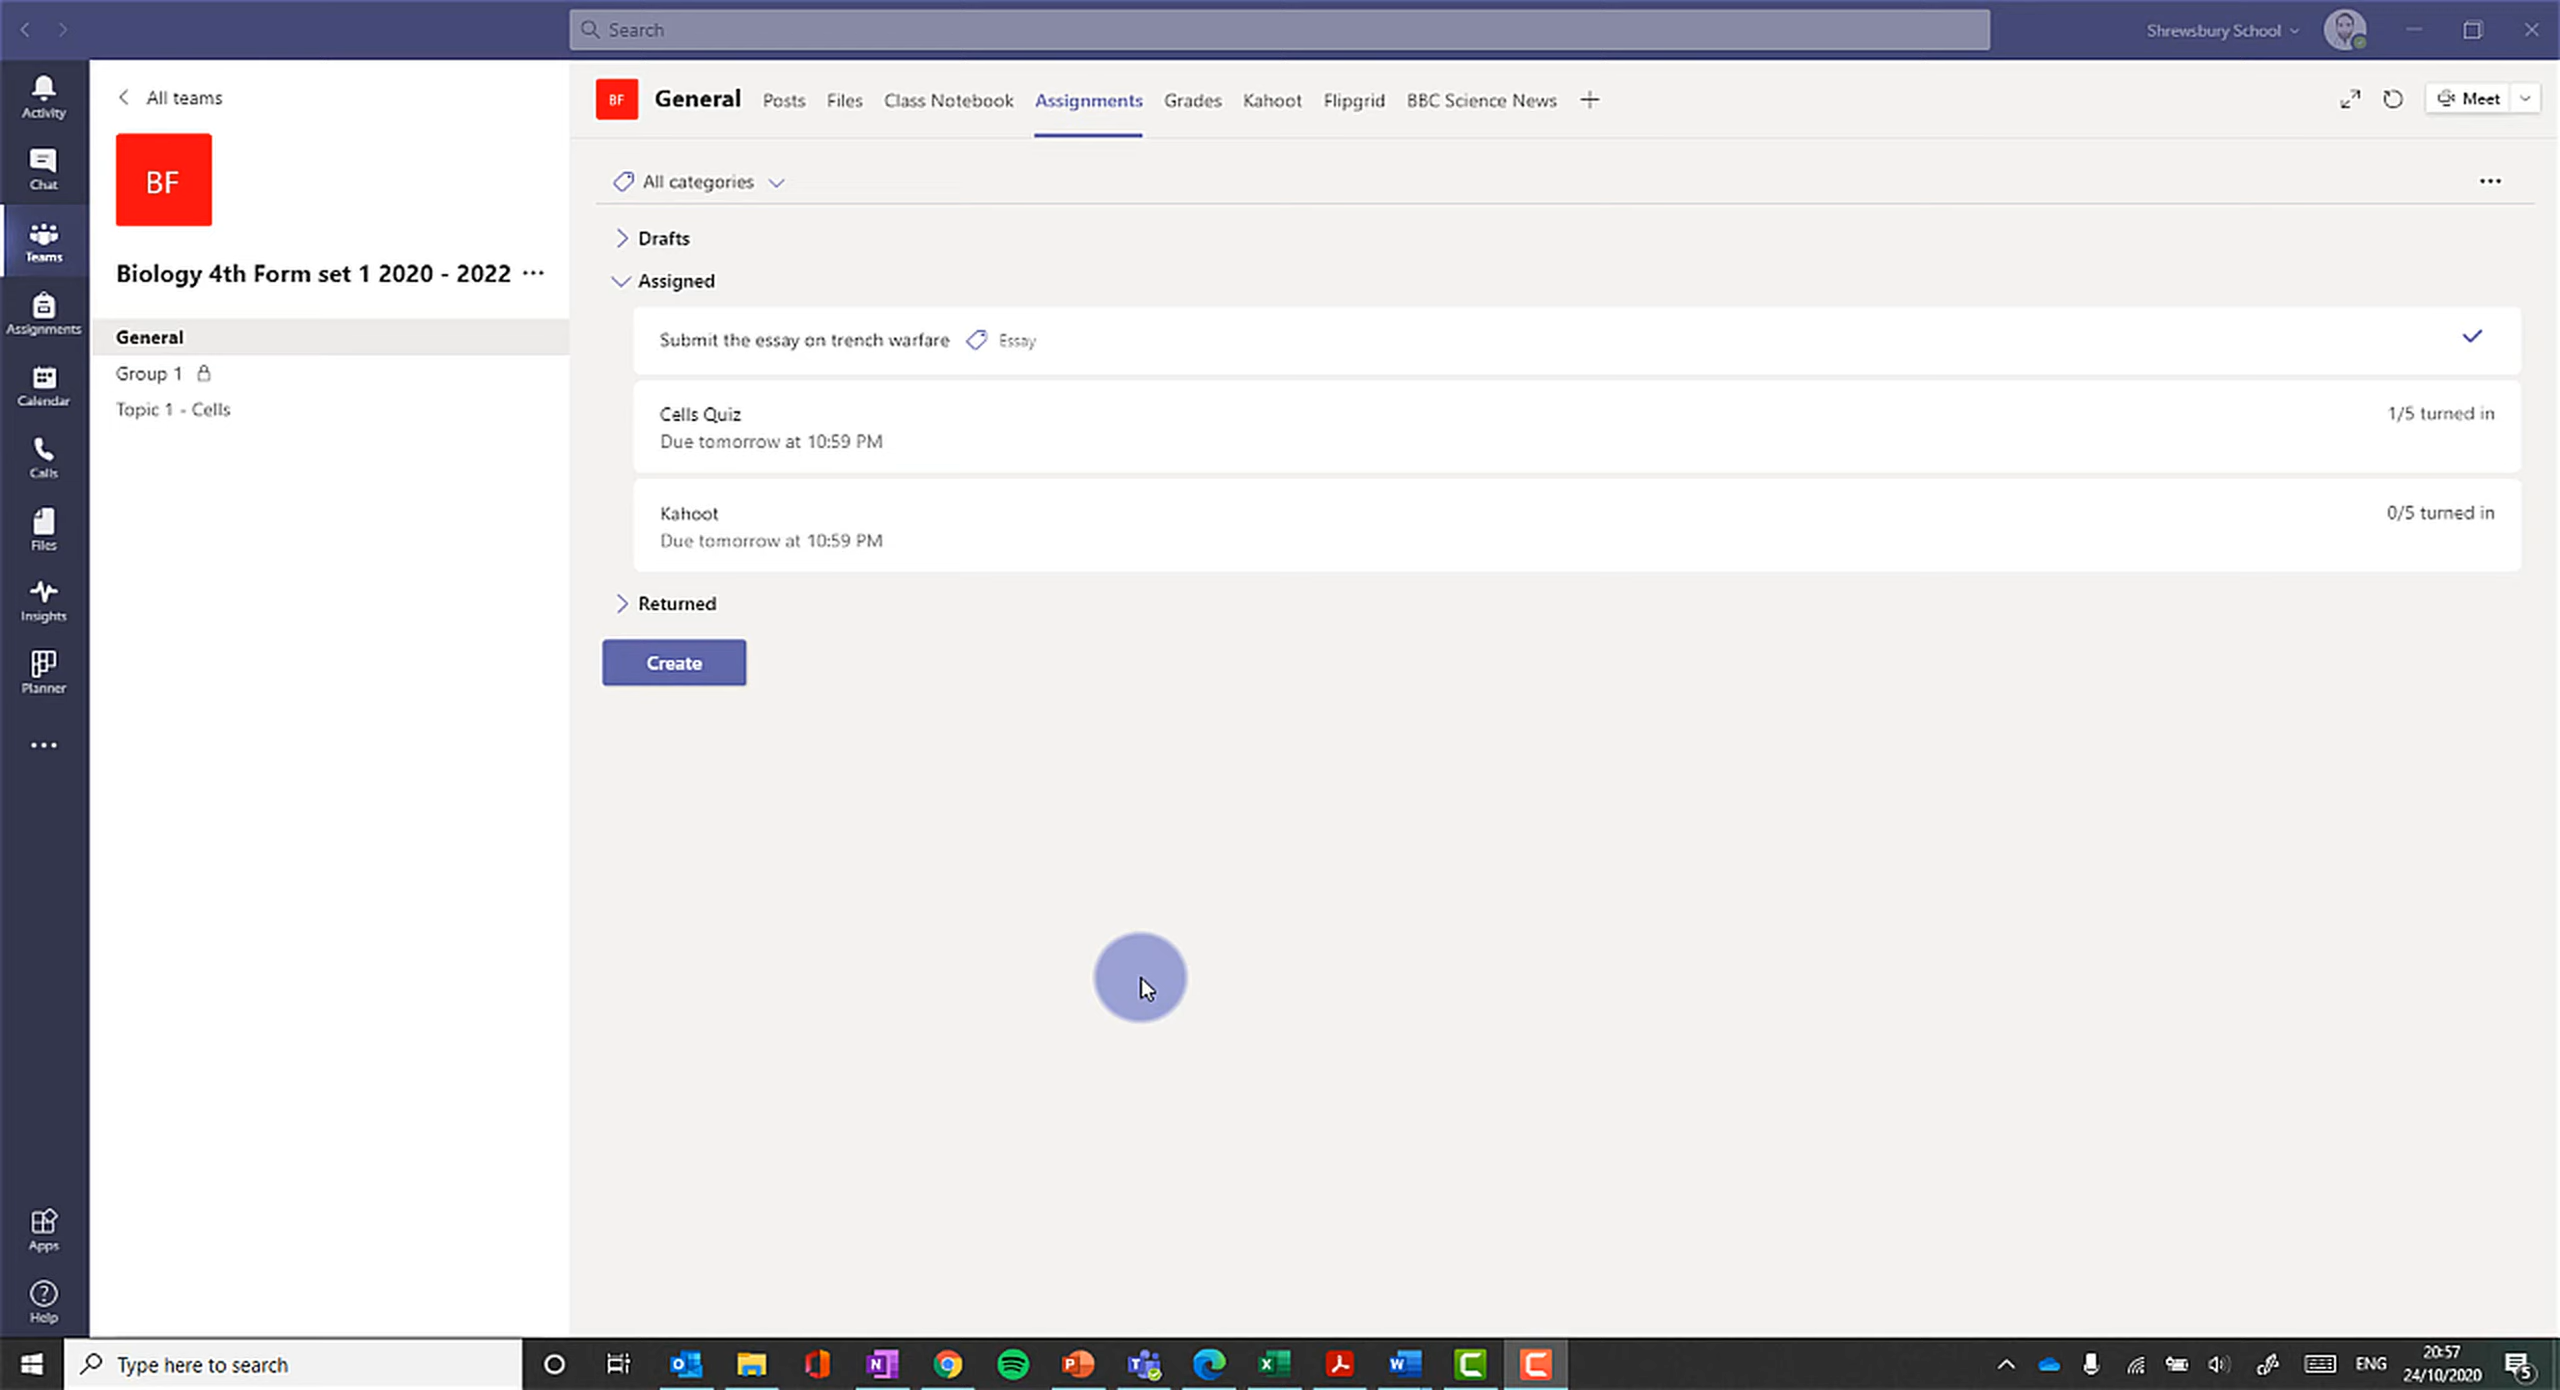 Search
Shrewsbury School
Activity
Chat
Teams
Assignments
Calendar
Calls
Files
Insights
Planner
Apps
Help
All teams
BF
Biology 4th Form set 1 2020 - 2022
General
Group 1
Topic 1 - Cells
BF General Posts Files Class Notebook Assignments Grades Kahoot Flipgrid BBC Science News
Meet
All categories
Drafts
Assigned
Submit the essay on trench warfare Essay
Cells Quiz 1/5 turned in
Due tomorrow at 10:59 PM
Kahoot 0/5 turned in
Due tomorrow at 10:59 PM
Returned
Create
Type here to search
ENG
20:57
24/10/2020
5